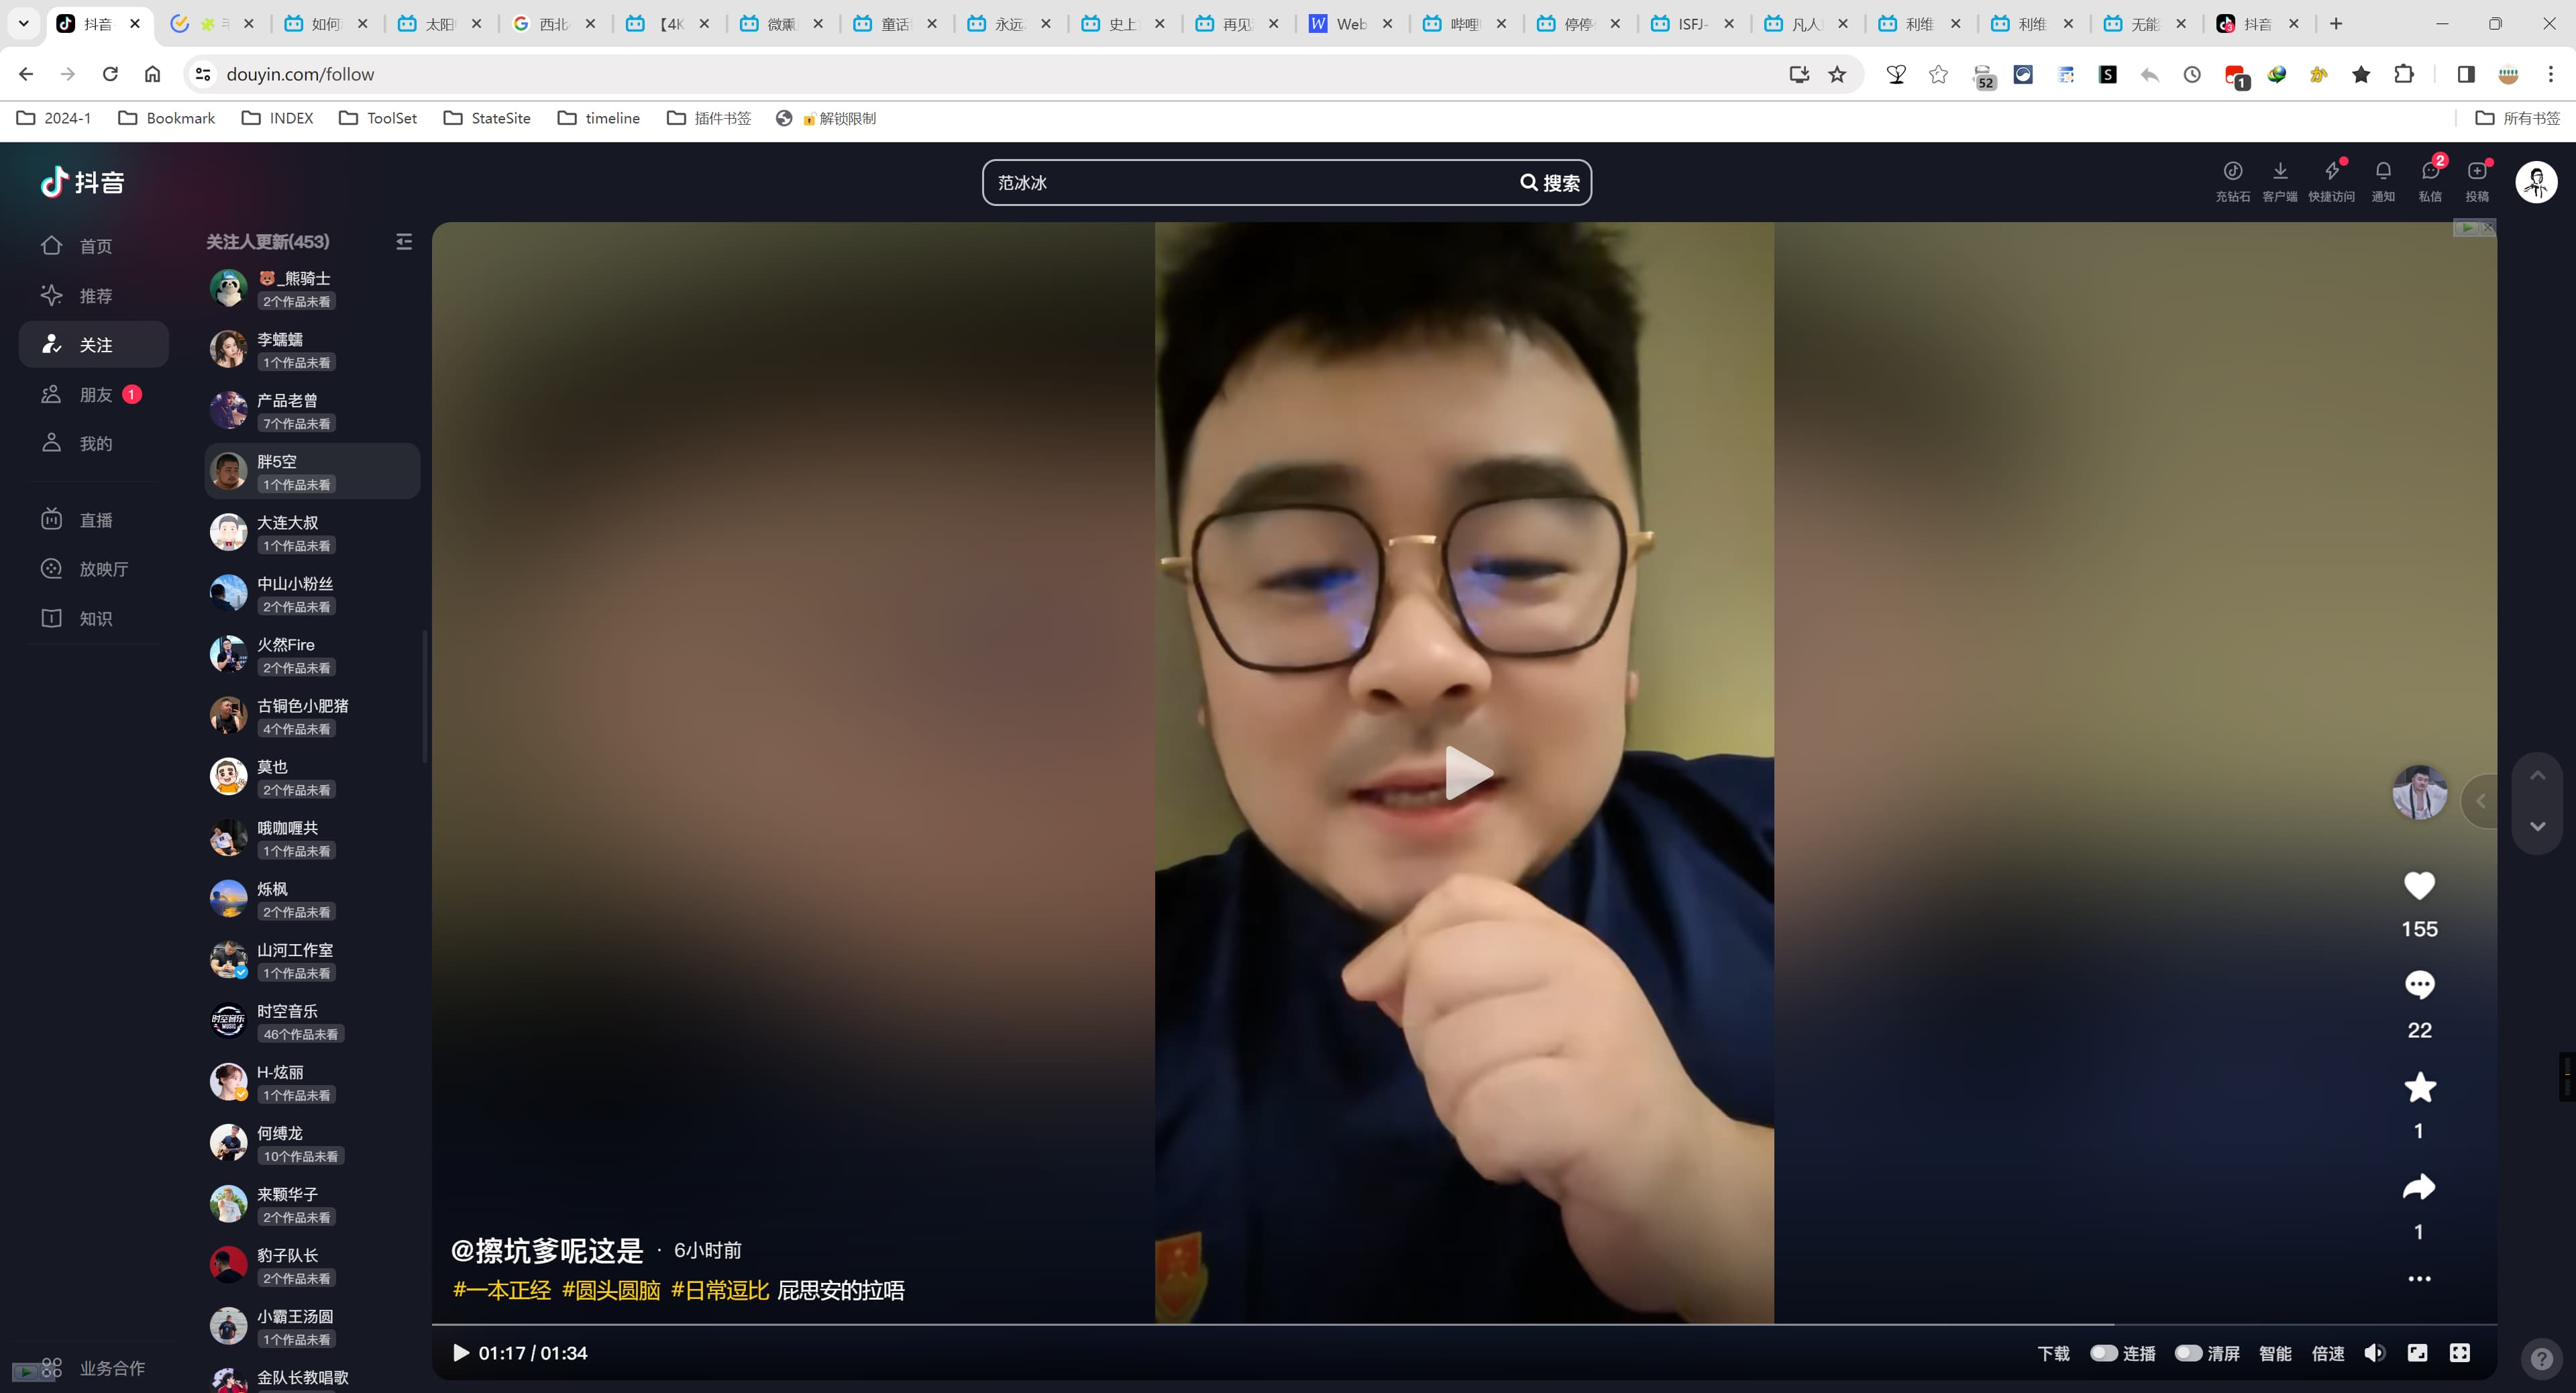 抖音
如何
太阳
西北
【4K
微熏
童话
永远
史上
再见
Web
哔哩
停停
ISFJ-
凡人
利维
利维
无能
抖音
douyin.com/follow
52
1
2024-1
Bookmark
INDEX
ToolSet
StateSite
timeline
插件书签
解锁限制
所有书签
抖音
范冰冰
搜索
充钻石
客户端
快捷访问
通知
2
私信
投稿
首页
推荐
关注
朋友
1
我的
直播
放映厅
知识
业务合作
关注人更新(453)
_熊骑士
2个作品未看
李蠕蠕
1个作品未看
产品老曾
7个作品未看
胖5空
1个作品未看
大连大叔
1个作品未看
中山小粉丝
2个作品未看
火然Fire
2个作品未看
古铜色小肥猪
4个作品未看
莫也
2个作品未看
哦咖喱共
1个作品未看
烁枫
2个作品未看
山河工作室
1个作品未看
时空音乐
46个作品未看
时空音乐
MUSIC
H-炫丽
1个作品未看
何缚龙
10个作品未看
来颗华子
2个作品未看
豹子队长
2个作品未看
小霸王汤圆
1个作品未看
金队长教唱歌
155
22
1
1
@擦坑爹呢这是 · 6小时前
#一本正经 #圆头圆脑 #日常逗比 屁思安的拉唔
01:17 / 01:34
下载
连播
清屏
智能
倍速